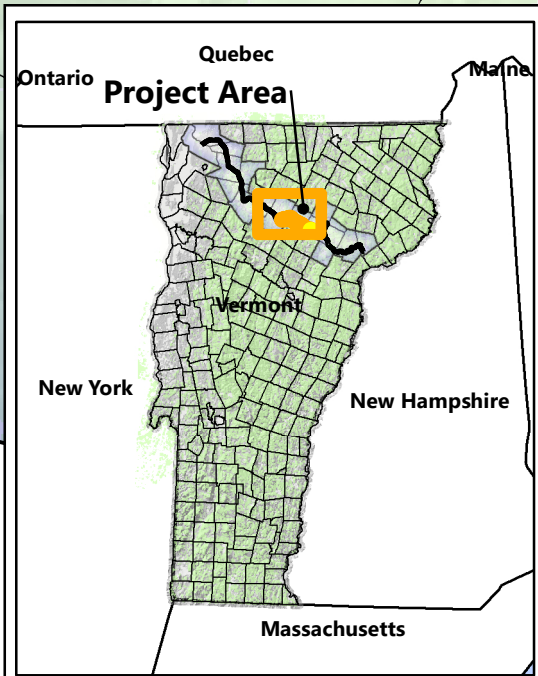 Quebec
Ontario
Maine
Project Area
Vermont
New York
New Hampshire
Massachusetts